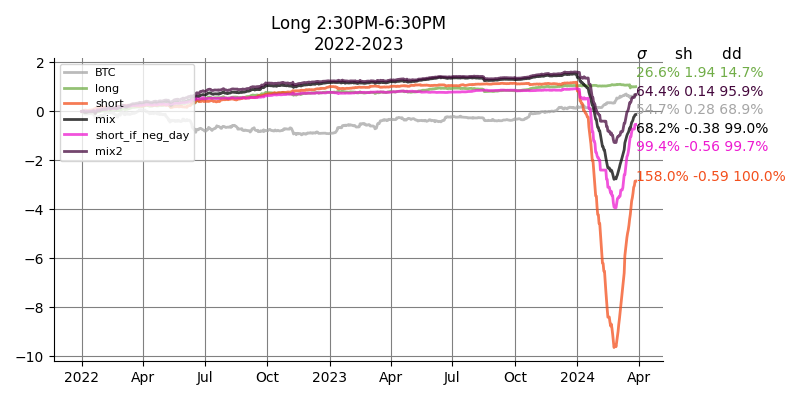 Long 2:30PM-6:30PM
2022-2023
σ sh dd
26.6% 1.94 14.7%
64.4% 0.14 95.9%
0.28 68.9%
68.2% -0.38 99.0%
99.4% -0.56 99.7%
158.0% -0.59 100.0%
BTC
long
short
mix
short_if_neg_day
mix2
2
0
−2
−4
−6
−8
−10
2022 Apr Jul Oct 2023 Apr Jul Oct 2024 Apr